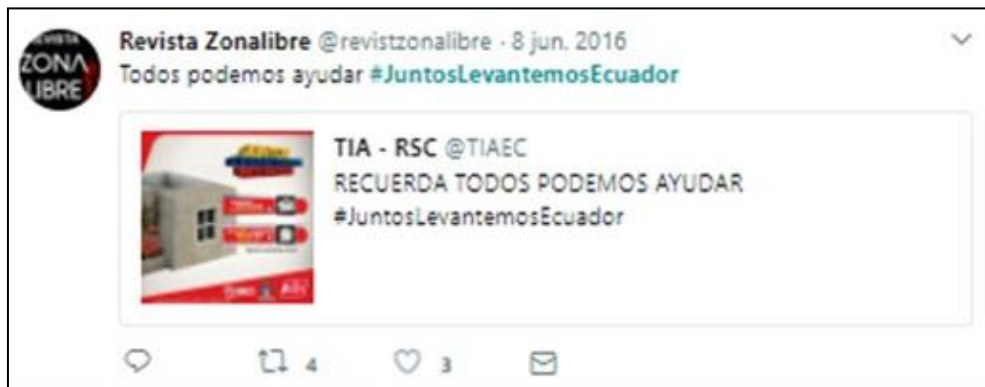 REVISTA
ZONA
LIBRE
Revista Zonalibre @revistzonalibre · 8 jun. 2016
Todos podemos ayudar #JuntosLevantemosEcuador
TIA - RSC @TIAEC
RECUERDA TODOS PODEMOS AYUDAR
#JuntosLevantemosEcuador
4 3